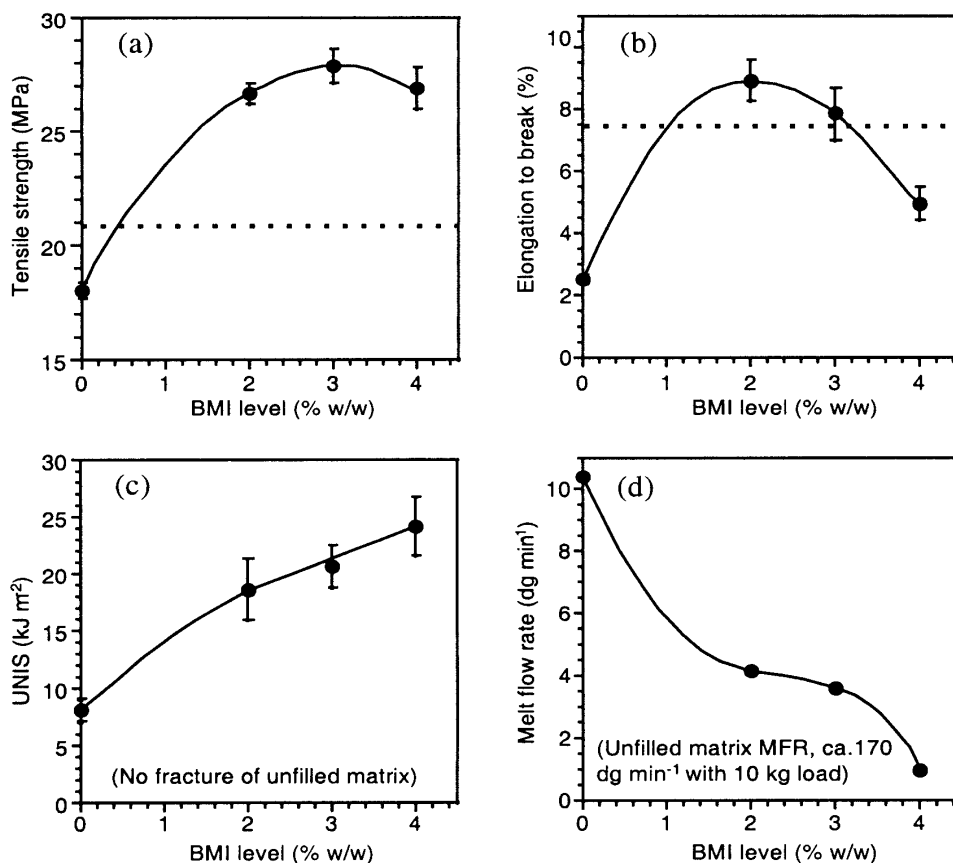 (a)
Tensile strength (MPa)
30
25
20
15
0 1 2 3 4
BMI level (% w/w)
(b)
Elongation to break (%)
10
8
6
4
2
0
0 1 2 3 4
BMI level (% w/w)
(c)
UNIS (kJ m²)
30
25
20
15
10
5
0
(No fracture of unfilled matrix)
0 1 2 3 4
BMI level (% w/w)
(d)
Melt flow rate (dg min¹)
10
8
6
4
2
0
(Unfilled matrix MFR, ca.170
dg min⁻¹ with 10 kg load)
0 1 2 3 4
BMI level (% w/w)